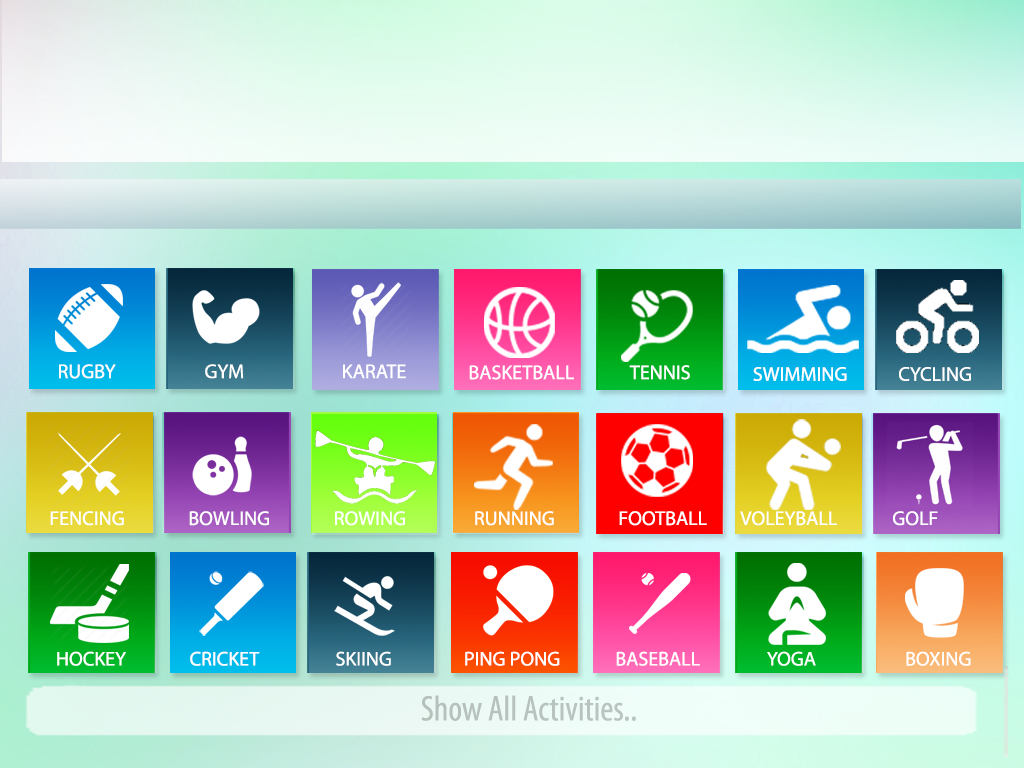 RUGBY
GYM
KARATE
BASKETBALL
TENNIS
SWIMMING
CYCLING
FENCING
BOWLING
ROWING
RUNNING
FOOTBALL
VOLEYBALL
GOLF
HOCKEY
CRICKET
SKIING
PING PONG
BASEBALL
YOGA
BOXING
Show All Activities..